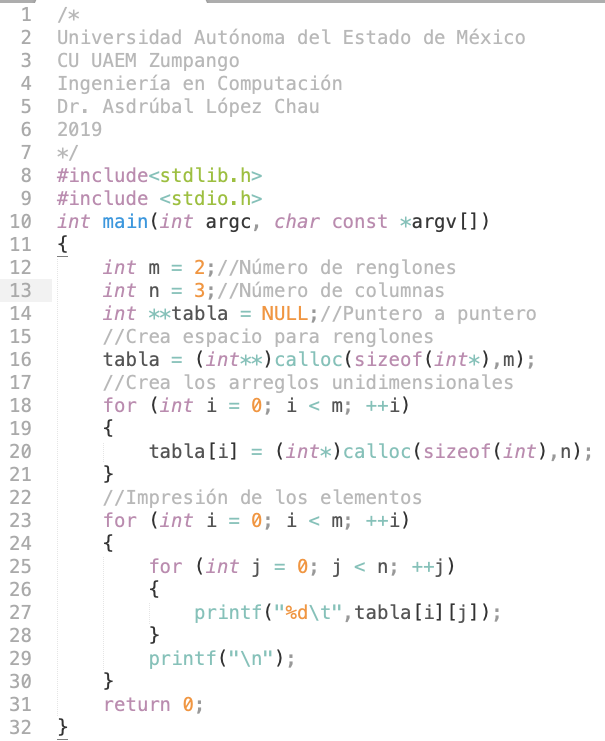 1 /*
2 Universidad Autónoma del Estado de México
3 CU UAEM Zumpango
4 Ingeniería en Computación
5 Dr. Asdrúbal López Chau
6 2019
7 */
8 #include<stdlib.h>
9 #include <stdio.h>
10 int main(int argc, char const *argv[])
11 {
12     int m = 2;//Número de renglones
13     int n = 3;//Número de columnas
14     int **tabla = NULL;//Puntero a puntero
15     //Crea espacio para renglones
16     tabla = (int**)calloc(sizeof(int*),m);
17     //Crea los arreglos unidimensionales
18     for (int i = 0; i < m; ++i)
19     {
20         tabla[i] = (int*)calloc(sizeof(int),n);
21     }
22     //Impresión de los elementos
23     for (int i = 0; i < m; ++i)
24     {
25         for (int j = 0; j < n; ++j)
26         {
27             printf("%d\t",tabla[i][j]);
28         }
29         printf("\n");
30     }
31     return 0;
32 }